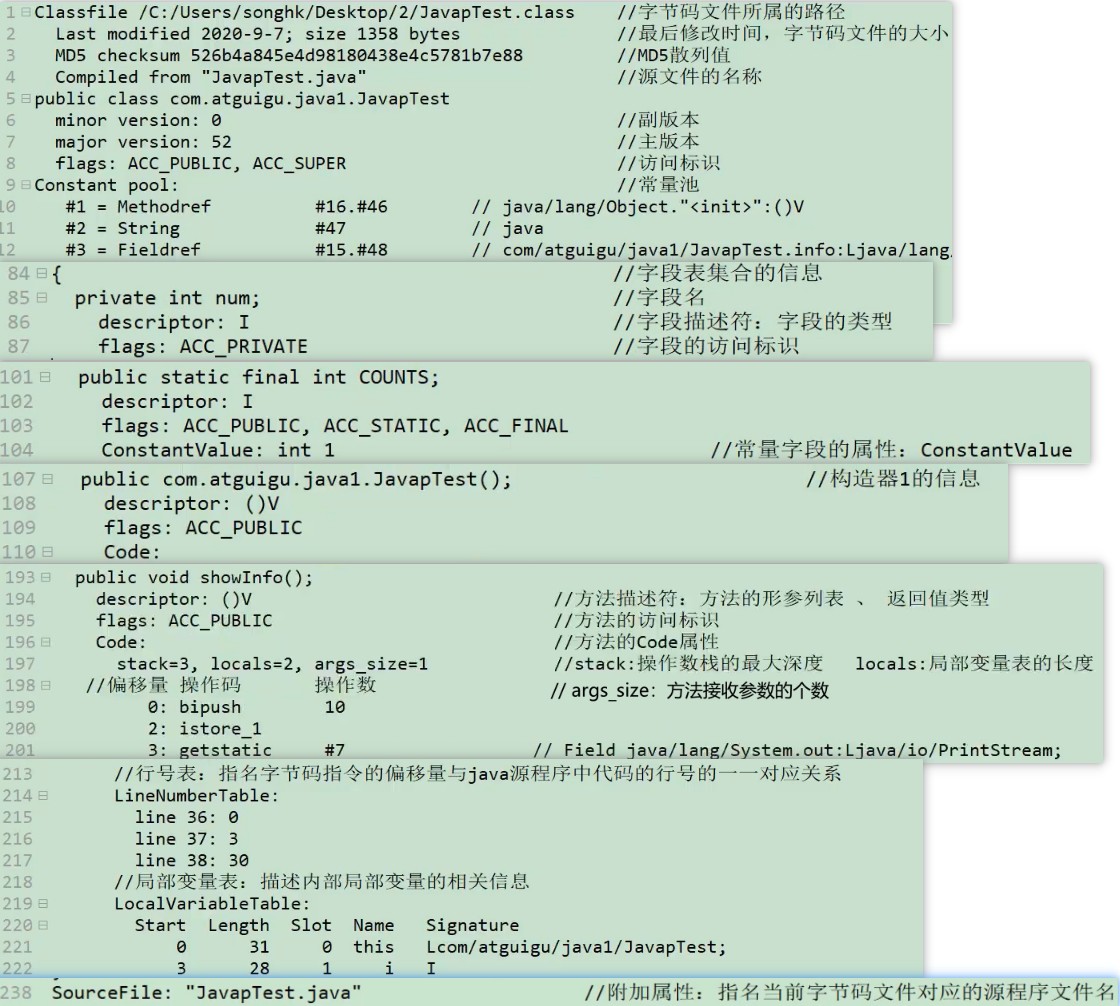 1 Classfile /C:/Users/songhk/Desktop/2/JavapTest.class //字节码文件所属的路径
2 Last modified 2020-9-7; size 1358 bytes //最后修改时间，字节码文件的大小
3 MD5 checksum 526b4a845e4d98180438e4c5781b7e88 //MD5散列值
4 Compiled from "JavapTest.java" //源文件的名称
5 public class com.atguigu.java1.JavapTest
6 minor version: 0 //副版本
7 major version: 52 //主版本
8 flags: ACC_PUBLIC, ACC_SUPER //访问标识
9 Constant pool: //常量池
10 #1 = Methodref #16.#46 // java/lang/Object."<init>":()V
11 #2 = String #47 // java
12 #3 = Fieldref #15.#48 // com/atguigu/java1/JavapTest.info:Ljava/lang.
84 { //字段表集合的信息
85 private int num; //字段名
86 descriptor: I //字段描述符：字段的类型
87 flags: ACC_PRIVATE //字段的访问标识
101 public static final int COUNTS;
102 descriptor: I
103 flags: ACC_PUBLIC, ACC_STATIC, ACC_FINAL
104 ConstantValue: int 1 //常量字段的属性：ConstantValue
107 public com.atguigu.java1.JavapTest(); //构造器1的信息
108 descriptor: ()V
109 flags: ACC_PUBLIC
110 Code:
193 public void showInfo();
194 descriptor: ()V //方法描述符：方法的形参列表 、 返回值类型
195 flags: ACC_PUBLIC //方法的访问标识
196 Code: //方法的Code属性
197 stack=3, locals=2, args_size=1 //stack:操作数栈的最大深度 locals:局部变量表的长度
198 //偏移量 操作码 操作数 // args_size：方法接收参数的个数
199 0: bipush 10
200 2: istore_1
201 3: getstatic #7 // Field java/lang/System.out:Ljava/io/PrintStream;
213 //行号表：指名字节码指令的偏移量与java源程序中代码的行号的一一对应关系
214 LineNumberTable:
215 line 36: 0
216 line 37: 3
217 line 38: 30
218 //局部变量表：描述内部局部变量的相关信息
219 LocalVariableTable:
220 Start Length Slot Name Signature
221 0 31 0 this Lcom/atguigu/java1/JavapTest;
222 3 28 1 i I
238 SourceFile: "JavapTest.java" //附加属性：指名当前字节码文件对应的源程序文件名